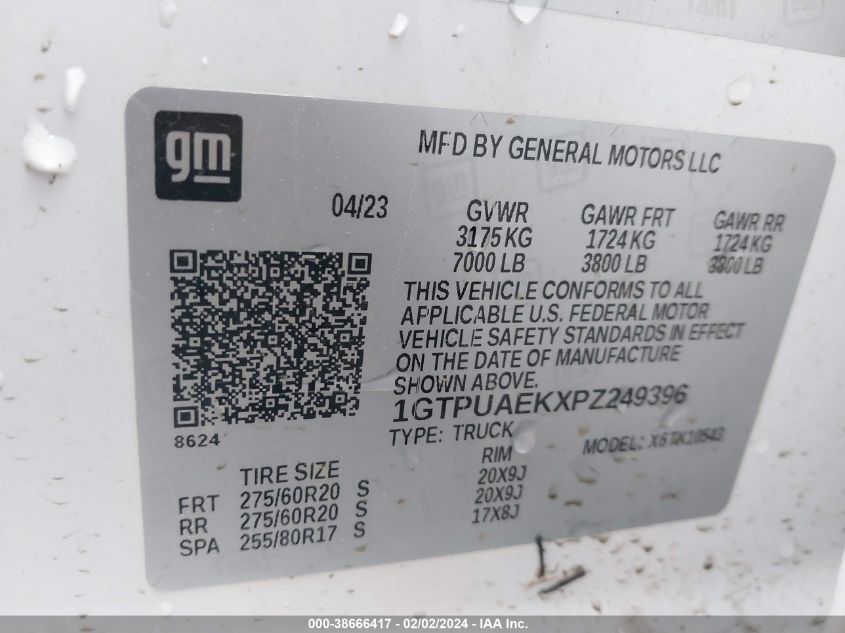 gm
MFD BY GENERAL MOTORS LLC
04/23
GVWR GAWR FRT GAWR RR
3175 KG 1724 KG 1724 KG
7000 LB 3800 LB 3800 LB
THIS VEHICLE CONFORMS TO ALL
APPLICABLE U.S. FEDERAL MOTOR
VEHICLE SAFETY STANDARDS IN EFFECT
ON THE DATE OF MANUFACTURE
SHOWN ABOVE.
1GTPUAEKXPZ249396
8624
TYPE: TRUCK MODEL: X6TK10543
TIRE SIZE RIM
FRT 275/60R20 S 20X9J
RR 275/60R20 S 20X9J
SPA 255/80R17 S 17X8J
000-38666417 - 02/02/2024 - IAA Inc.